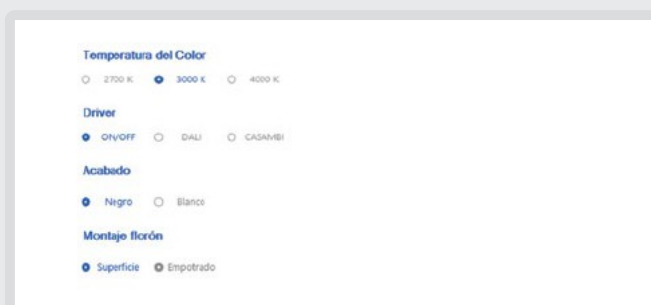 Temperatura del Color
2700 K 3000 K 4000 K
Driver
ON/OFF DALI CASAMBI
Acabado
Negro Blanco
Montaje florón
Superficie Empotrado